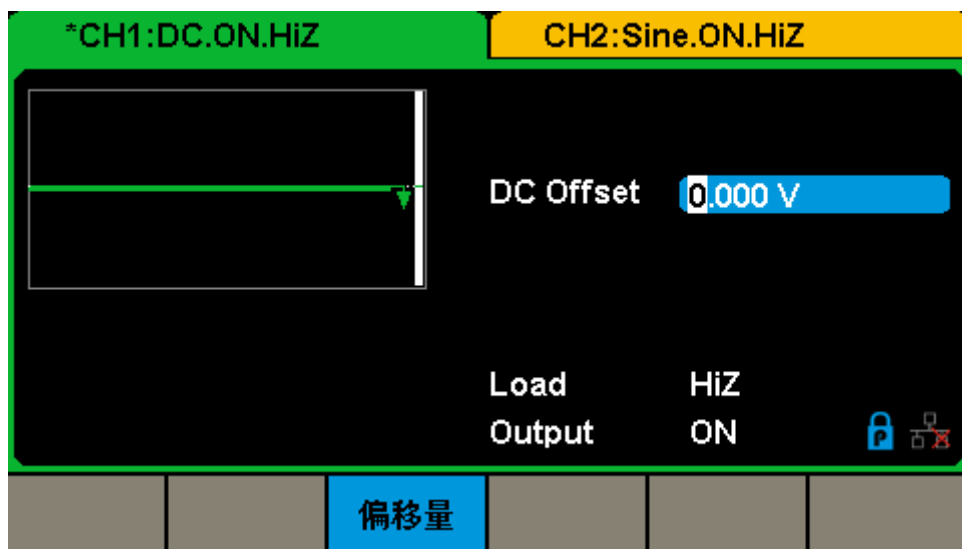 *CH1:DC.ON.HiZ
CH2:Sine.ON.HiZ
DC Offset 0.000 V
Load HiZ
Output ON
P
偏移量